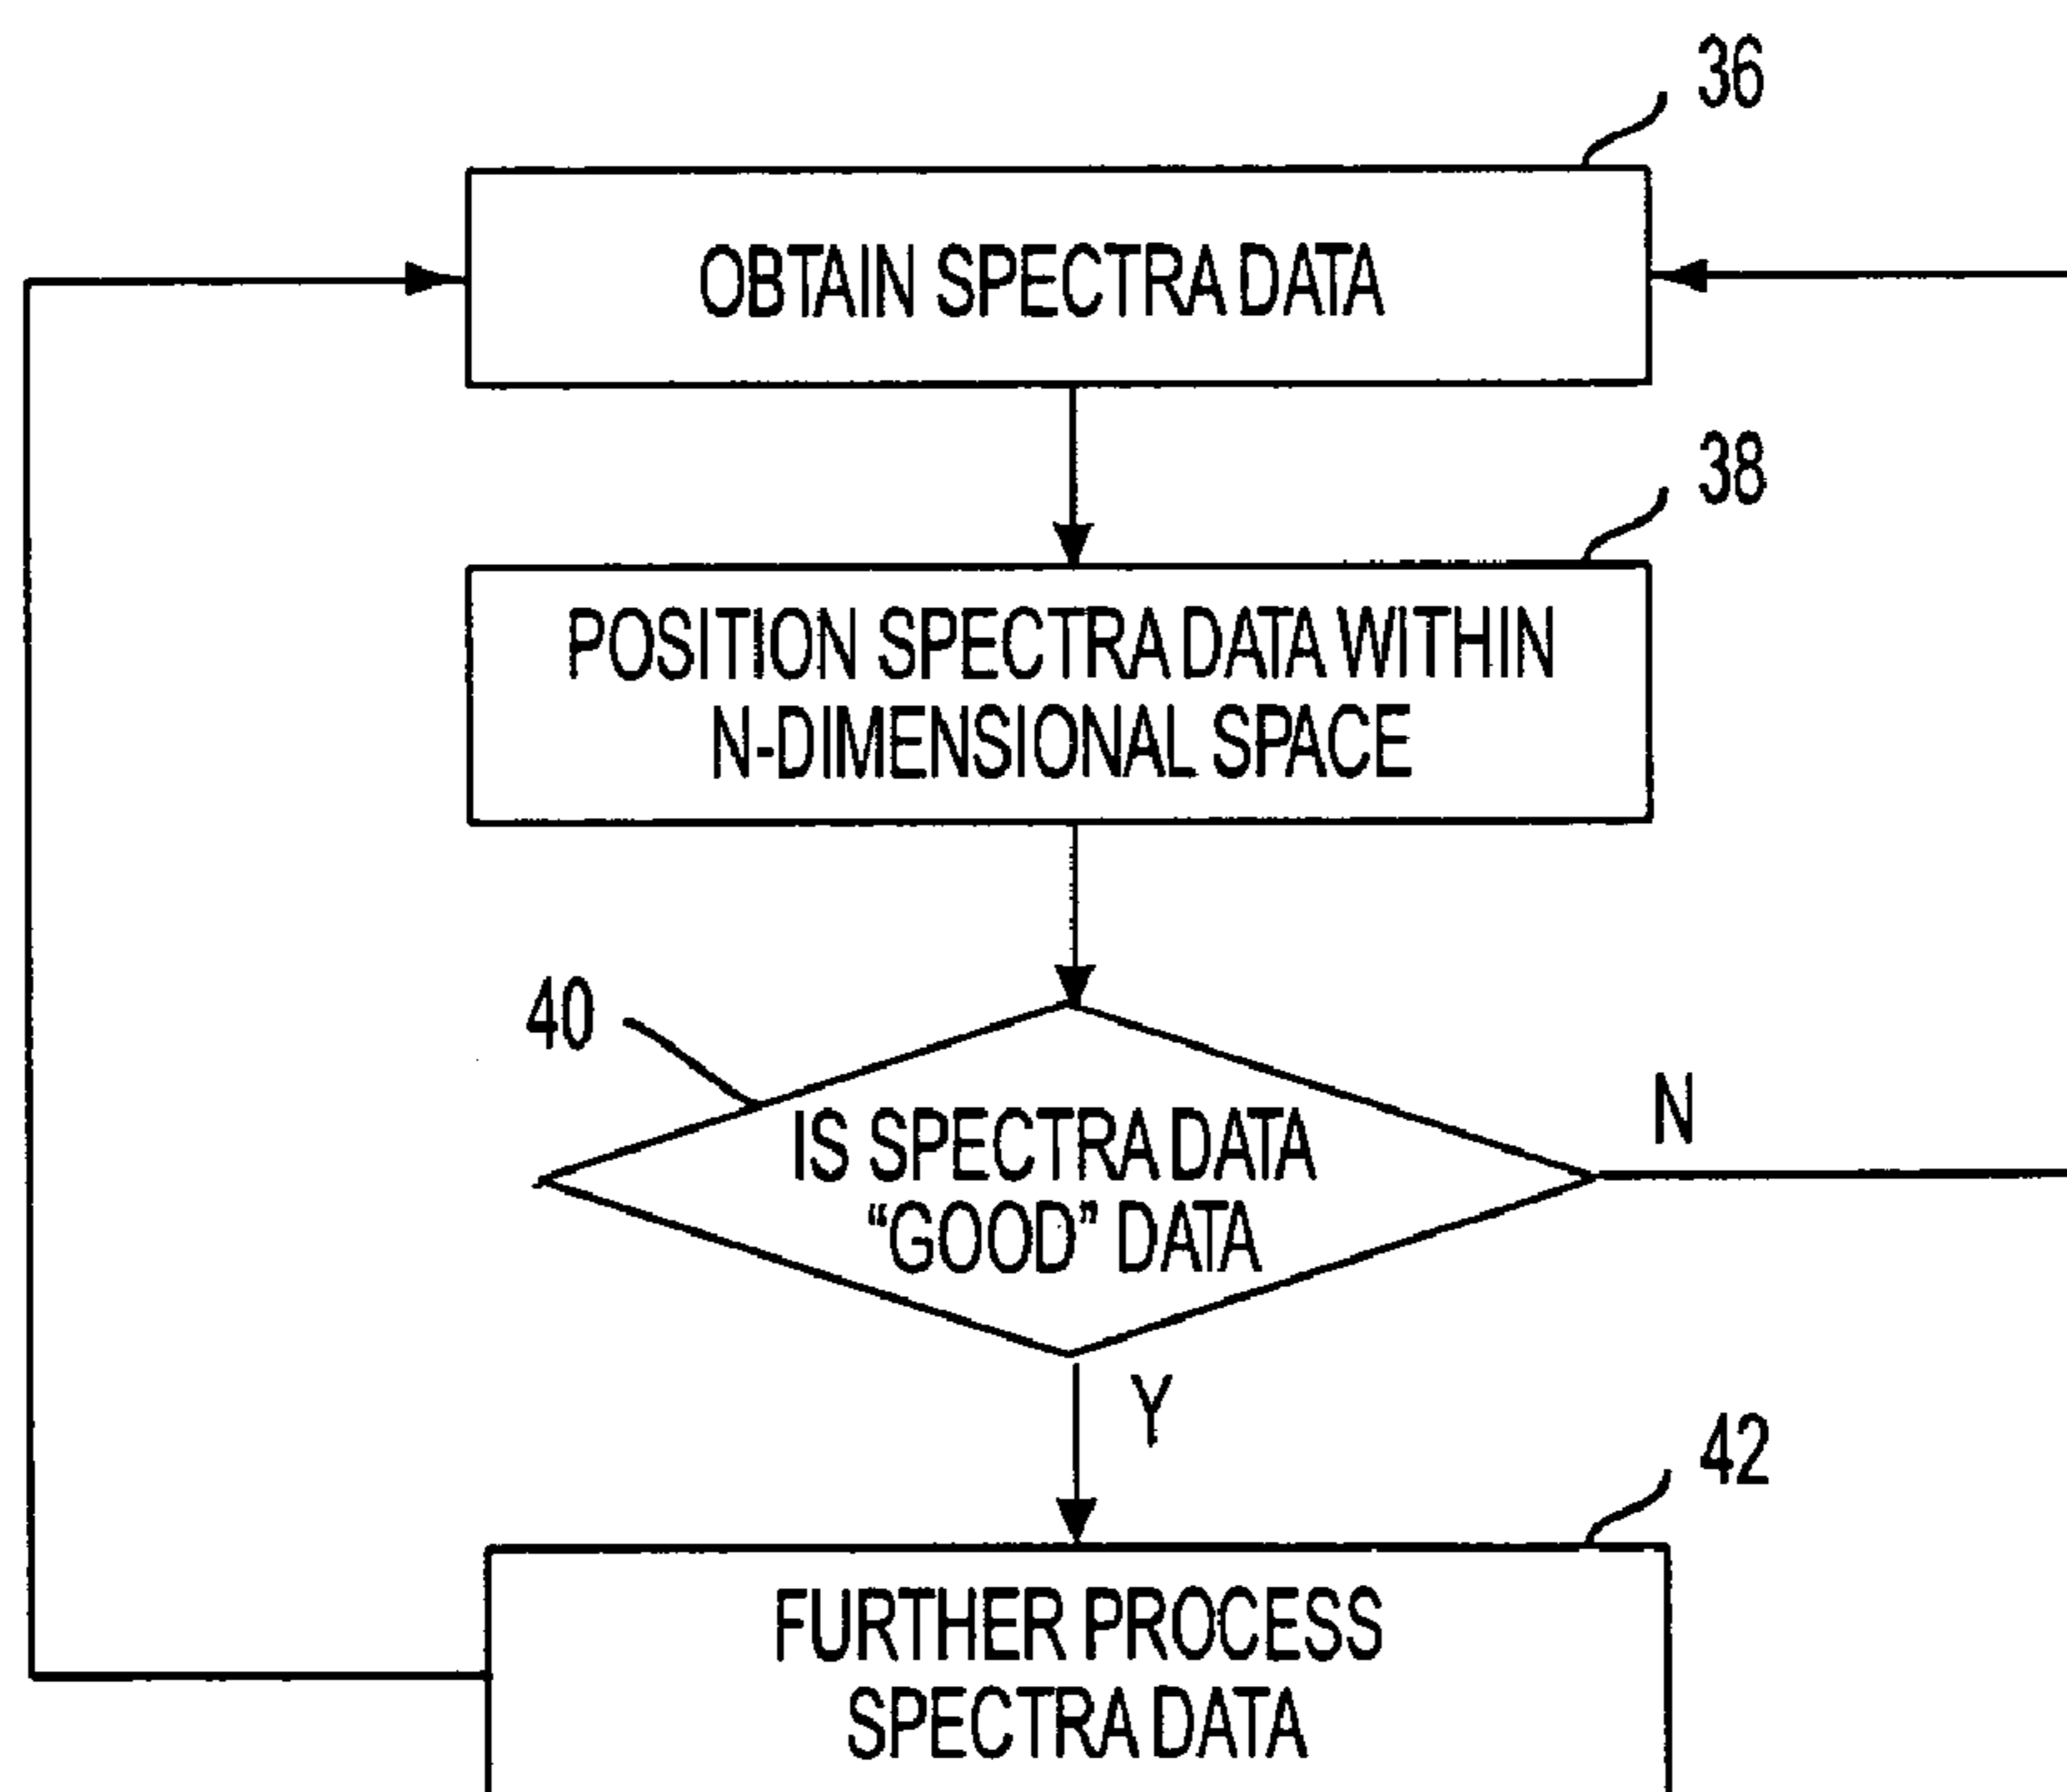 36
OBTAIN SPECTRA DATA
38
POSITION SPECTRA DATA WITHIN
N-DIMENSIONAL SPACE
40
IS SPECTRA DATA
“GOOD” DATA
N
Y
42
FURTHER PROCESS
SPECTRA DATA